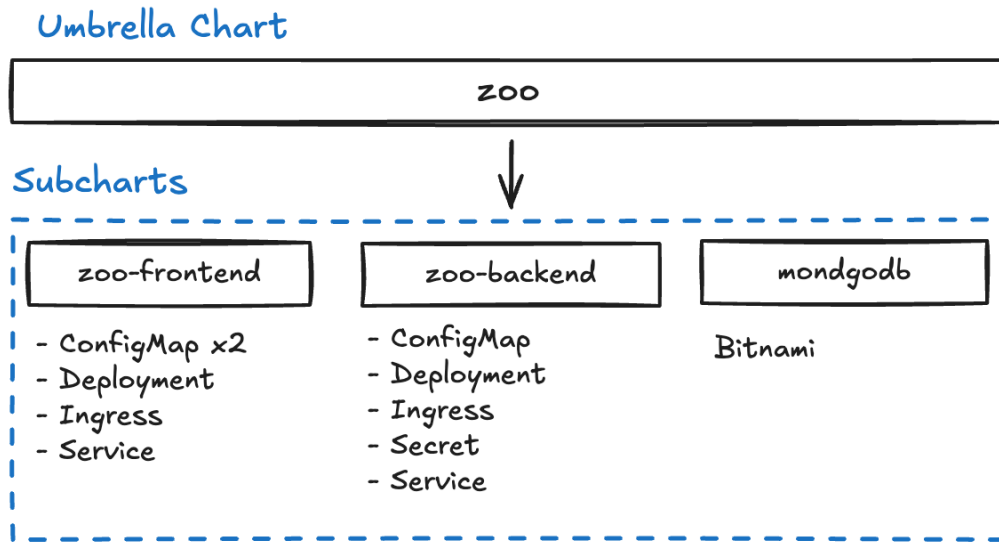 Umbrella Chart
zoo
Subcharts
zoo-frontend
- ConfigMap x2
- Deployment
- Ingress
- Service
zoo-backend
- ConfigMap
- Deployment
- Ingress
- Secret
- Service
mondgodb
Bitnami